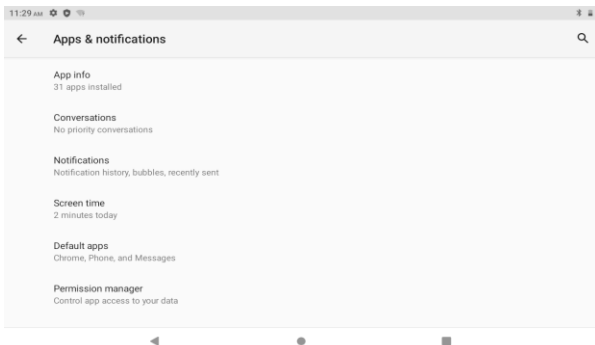 11:29 AM
Apps & notifications
App info
31 apps installed
Conversations
No priority conversations
Notifications
Notification history, bubbles, recently sent
Screen time
2 minutes today
Default apps
Chrome, Phone, and Messages
Permission manager
Control app access to your data